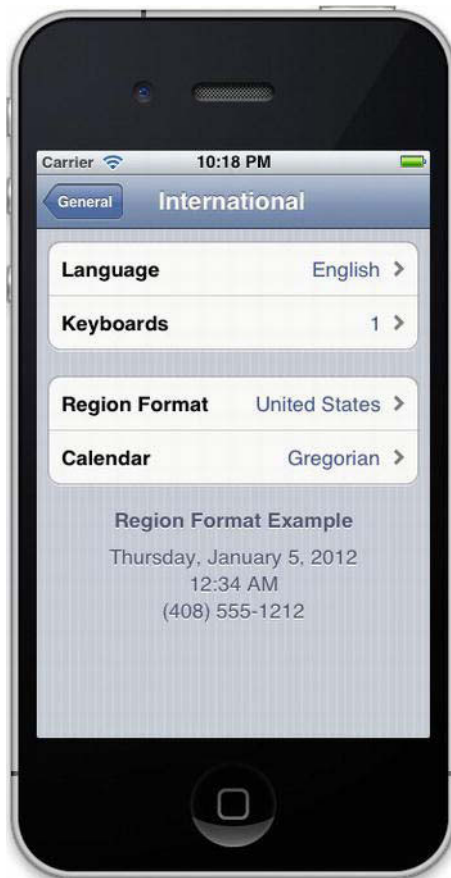 Carrier 10:18 PM
General International
Language English
Keyboards 1
Region Format United States
Calendar Gregorian
Region Format Example
Thursday, January 5, 2012
12:34 AM
(408) 555-1212